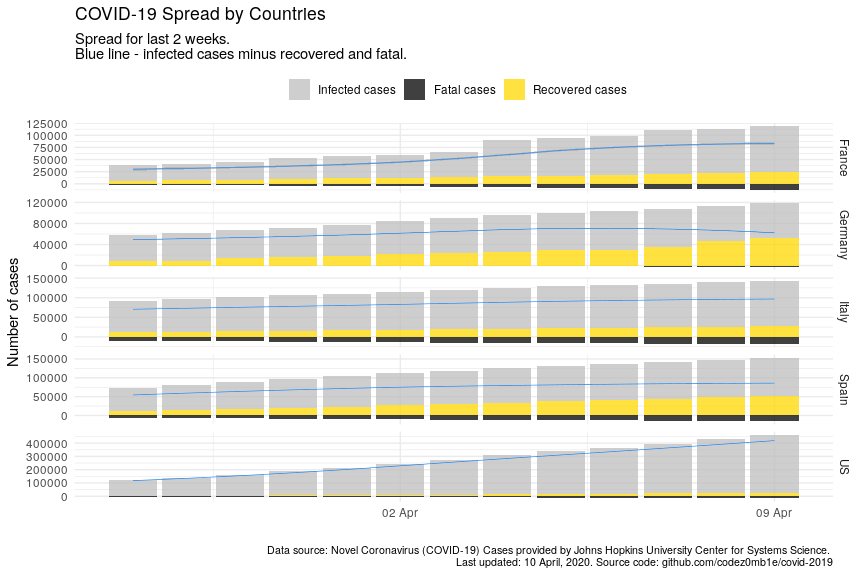 COVID-19 Spread by Countries
Spread for last 2 weeks.
Blue line - infected cases minus recovered and fatal.
Infected cases
Fatal cases
Recovered cases
Number of cases
125000
100000
75000
50000
25000
0
France
120000
80000
40000
0
Germany
150000
100000
50000
0
Italy
150000
100000
50000
0
Spain
400000
300000
200000
100000
0
US
02 Apr
09 Apr
Data source: Novel Coronavirus (COVID-19) Cases provided by Johns Hopkins University Center for Systems Science.
Last updated: 10 April, 2020. Source code: github.com/codez0mb1e/covid-2019